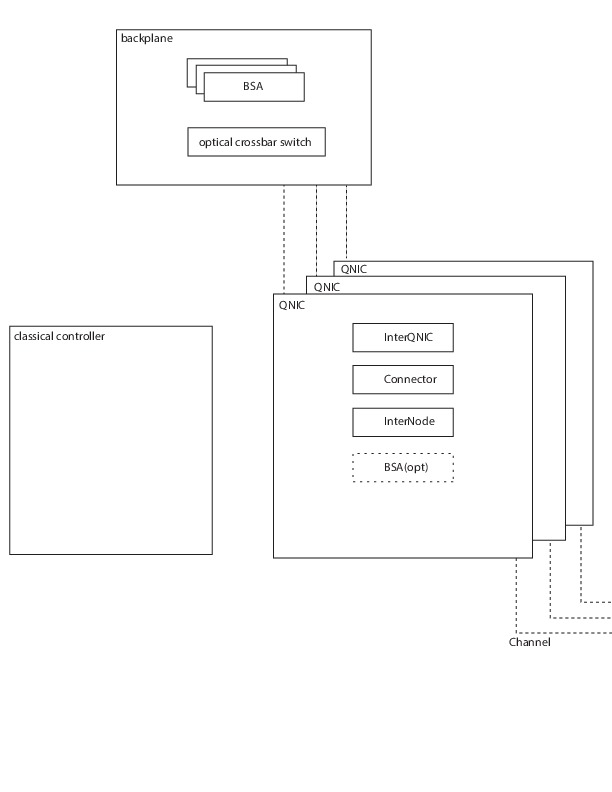 backplane
BSA
optical crossbar switch
QNIC
QNIC
QNIC
classical controller
InterQNIC
Connector
InterNode
BSA(opt)
Channel